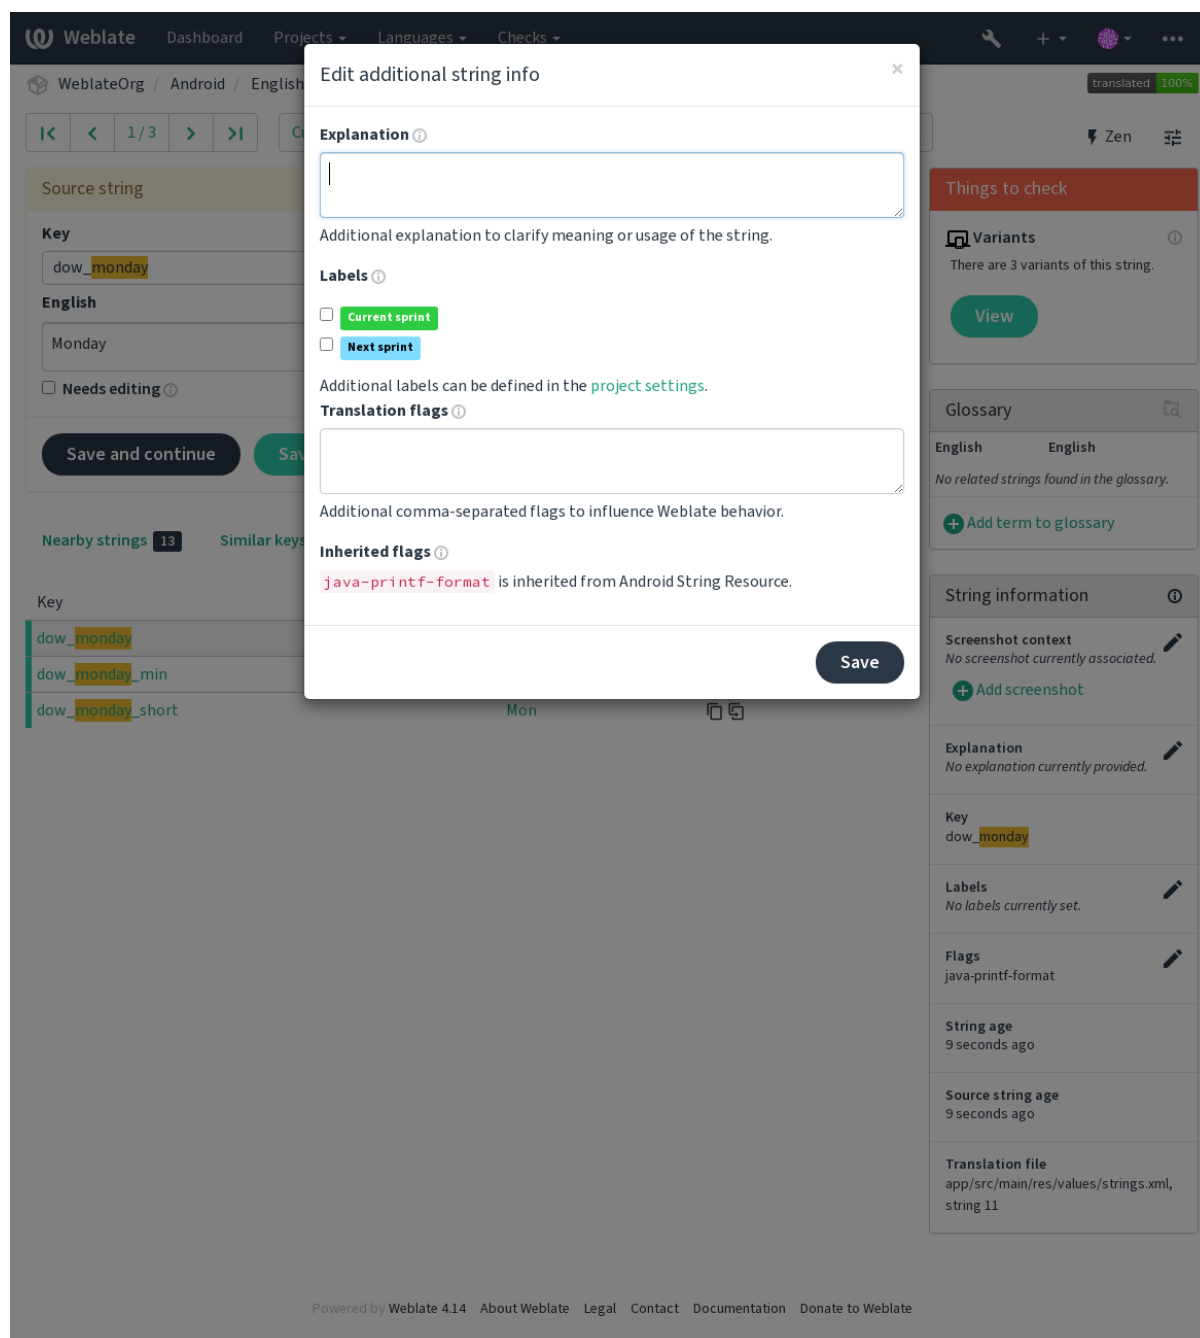 Weblate Dashboard Projects Languages Checks
WeblateOrg / Android / English
translated 100%
1 / 3
Zen
Edit additional string info
×
Explanation
Additional explanation to clarify meaning or usage of the string.
Labels
Current sprint
Next sprint
Additional labels can be defined in the project settings.
Translation flags
Additional comma-separated flags to influence Weblate behavior.
Inherited flags
java-printf-format is inherited from Android String Resource.
Save
Source string
Key
dow_monday
English
Monday
Needs editing
Save and continue
Nearby strings 13 Similar keys
Key
dow_monday
dow_monday_min
dow_monday_short Mon
Things to check
Variants
There are 3 variants of this string.
View
Glossary
English English
No related strings found in the glossary.
Add term to glossary
String information
Screenshot context
No screenshot currently associated.
Add screenshot
Explanation
No explanation currently provided.
Key
dow_monday
Labels
No labels currently set.
Flags
java-printf-format
String age
9 seconds ago
Source string age
9 seconds ago
Translation file
app/src/main/res/values/strings.xml,
string 11
Powered by Weblate 4.14 About Weblate Legal Contact Documentation Donate to Weblate